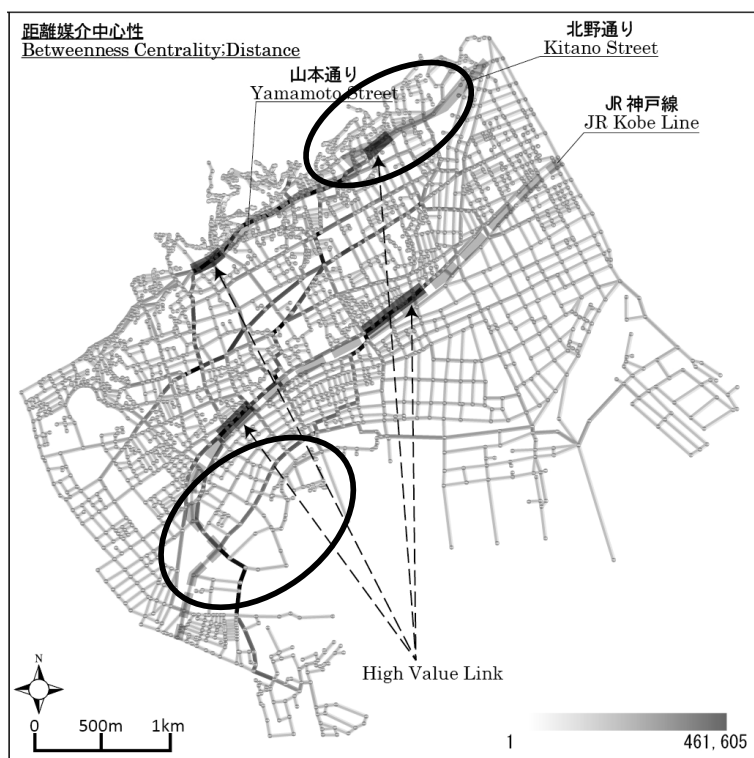 距離媒介中心性
Betweenness Centrality;Distance
北野通り
Kitano Street
山本通り
Yamamoto Street
JR 神戸線
JR Kobe Line
High Value Link
N
0 500m 1km
1 461,605